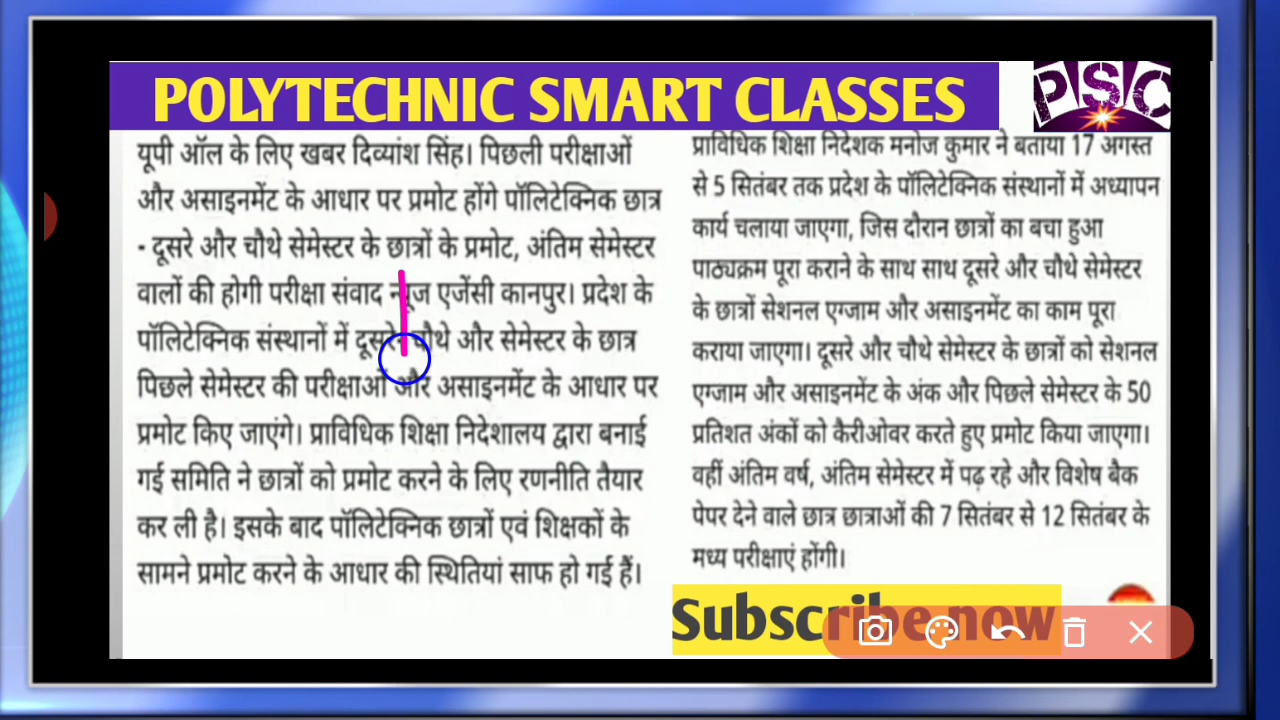 POLYTECHNIC SMART CLASSES
PSC
यूपी ऑल के लिए खबर दिव्यांश सिंह। पिछली परीक्षाओं
और असाइनमेंट के आधार पर प्रमोट होंगे पॉलिटेक्निक छात्र
- दूसरे और चौथे सेमेस्टर के छात्रों के प्रमोट, अंतिम सेमेस्टर
वालों की होगी परीक्षा संवाद न्यूज एजेंसी कानपुर। प्रदेश के
पॉलिटेक्निक संस्थानों में दूसरे- चौथे और सेमेस्टर के छात्र
पिछले सेमेस्टर की परीक्षाओं और असाइनमेंट के आधार पर
प्रमोट किए जाएंगे। प्राविधिक शिक्षा निदेशालय द्वारा बनाई
गई समिति ने छात्रों को प्रमोट करने के लिए रणनीति तैयार
कर ली है। इसके बाद पॉलिटेक्निक छात्रों एवं शिक्षकों के
सामने प्रमोट करने के आधार की स्थितियां साफ हो गई हैं।
प्राविधिक शिक्षा निदेशक मनोज कुमार ने बताया 17 अगस्त
से 5 सितंबर तक प्रदेश के पॉलिटेक्निक संस्थानों में अध्यापन
कार्य चलाया जाएगा, जिस दौरान छात्रों का बचा हुआ
पाठ्यक्रम पूरा कराने के साथ साथ दूसरे और चौथे सेमेस्टर
के छात्रों सेशनल एग्जाम और असाइनमेंट का काम पूरा
कराया जाएगा। दूसरे और चौथे सेमेस्टर के छात्रों को सेशनल
एग्जाम और असाइनमेंट के अंक और पिछले सेमेस्टर के 50
प्रतिशत अंकों को कैरीओवर करते हुए प्रमोट किया जाएगा।
वहीं अंतिम वर्ष, अंतिम सेमेस्टर में पढ़ रहे और विशेष बैक
पेपर देने वाले छात्र छात्राओं की 7 सितंबर से 12 सितंबर के
मध्य परीक्षाएं होंगी।
Subscribe now